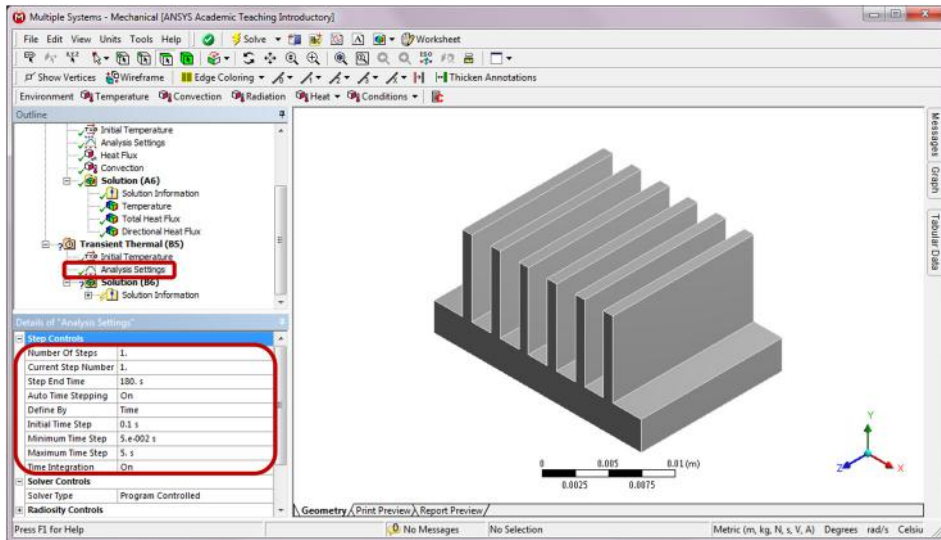 Multiple Systems - Mechanical [ANSYS Academic Teaching Introductory]
File Edit View Units Tools Help Solve Worksheet
Show Vertices Wireframe Edge Coloring Thicken Annotations
Environment Temperature Convection Radiation Heat Conditions
Outline
Initial Temperature
Analysis Settings
Heat Flux
Convection
Solution (A6)
Solution Information
Temperature
Total Heat Flux
Directional Heat Flux
Transient Thermal (B5)
Initial Temperature
Analysis Settings
Solution (B6)
Solution Information
Details of "Analysis Settings"
Step Controls
Number Of Steps 1.
Current Step Number 1.
Step End Time 180. s
Auto Time Stepping On
Define By Time
Initial Time Step 0.1 s
Minimum Time Step 5.e-002 s
Maximum Time Step 5. s
Time Integration On
Solver Controls
Solver Type Program Controlled
Radiosity Controls
0 0.005 0.01 (m)
0.0025 0.0075
Y
Z X
Geometry Print Preview Report Preview
Messages Graph Tabular Data
Press F1 for Help No Messages No Selection Metric (m, kg, N, s, V, A) Degrees rad/s Celsiu